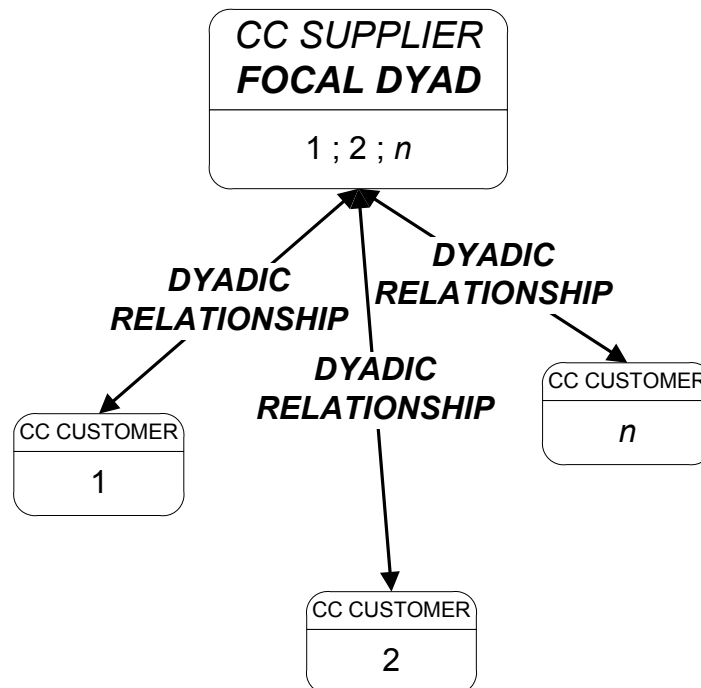 CC SUPPLIER
FOCAL DYAD
1 ; 2 ; n
DYADIC
RELATIONSHIP
DYADIC
RELATIONSHIP
DYADIC
RELATIONSHIP
CC CUSTOMER
1
CC CUSTOMER
n
CC CUSTOMER
2